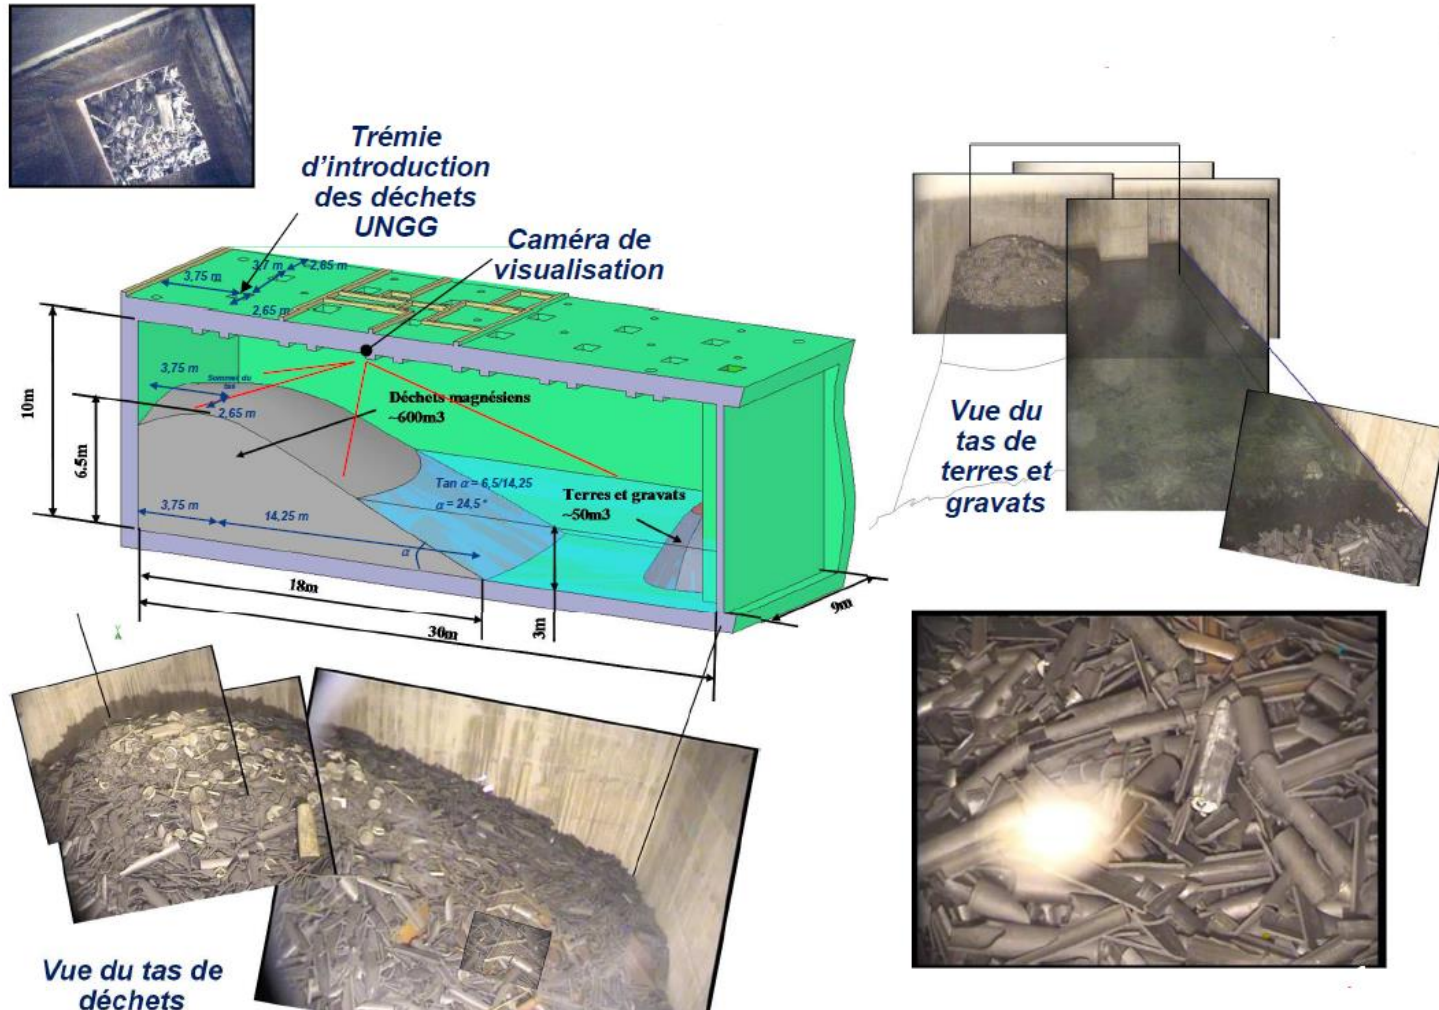 Trémie
d’introduction
des déchets
UNGG
Caméra de
visualisation
3,75 m
3,7 m
2,65 m
2,65 m
10m
6.5m
3,75 m
Sommet du
tas
2,65 m
Déchets magnésiens
~600m3
Tan α = 6,5/14,25
α = 24,5°
Terres et gravats
~50m3
3,75 m
14,25 m
α
18m
30m
3m
9m
Y
Vue du
tas de
terres et
gravats
Vue du tas de
déchets